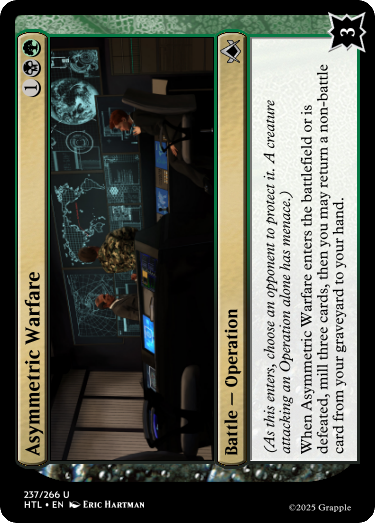 Asymmetric Warfare
1
Battle — Operation
3
(As this enters, choose an opponent to protect it. A creature
attacking an Operation alone has menace.)
When Asymmetric Warfare enters the battlefield or is
defeated, mill three cards, then you may return a non-battle
card from your graveyard to your hand.
237/266 U
HTL • EN Eric Hartman
©2025 Grapple